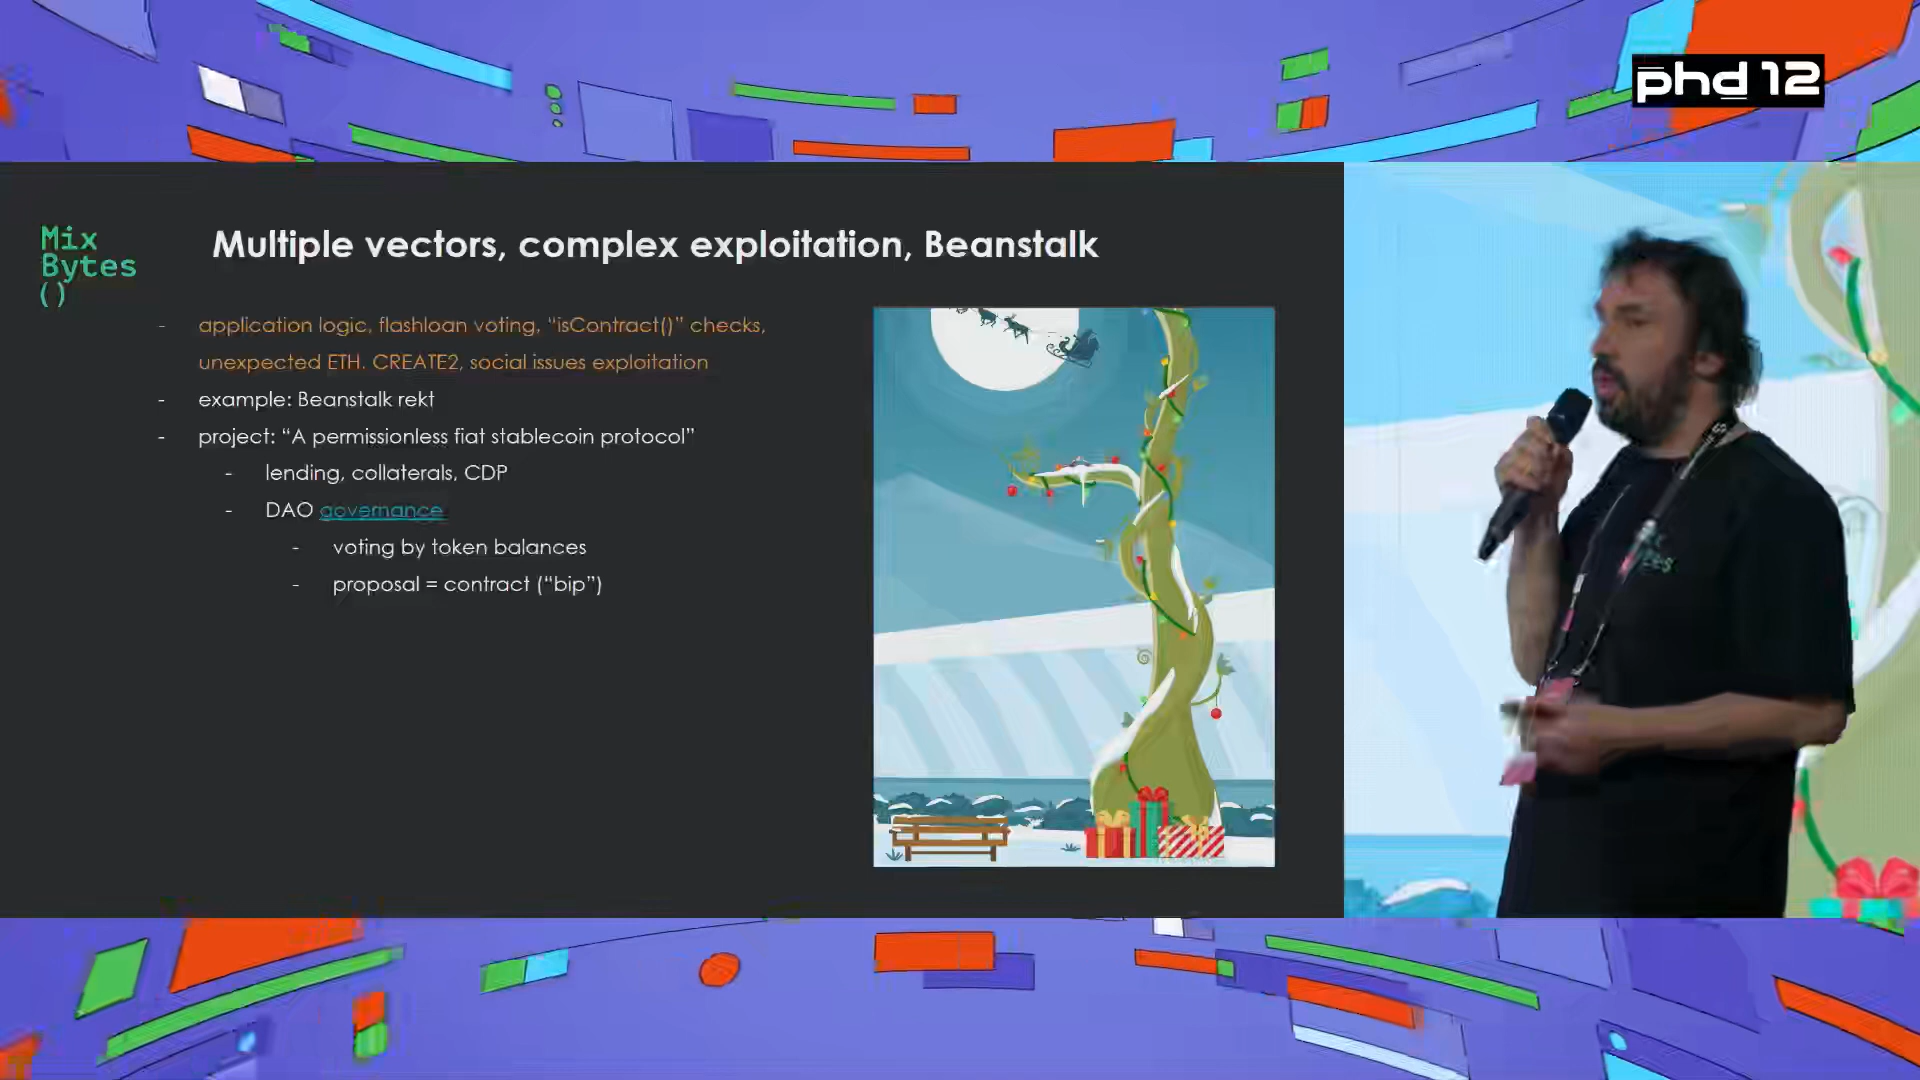 phd 12
Mix
Bytes
()
Multiple vectors, complex exploitation, Beanstalk
- application logic, flashloan voting, “isContract()” checks,
unexpected ETH. CREATE2, social issues exploitation
- example: Beanstalk rekt
- project: “A permissionless fiat stablecoin protocol”
- lending, collaterals, CDP
- DAO governance
- voting by token balances
- proposal = contract (“bip”)